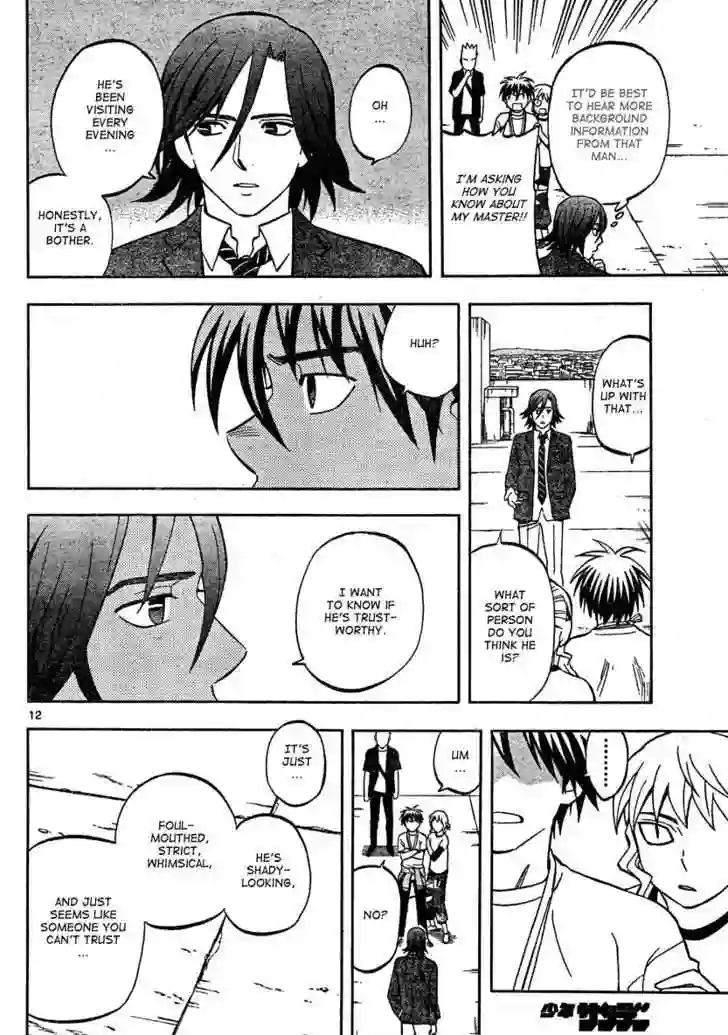 IT'D BE BEST
TO HEAR MORE
BACKGROUND
INFORMATION
FROM THAT
MAN...
I'M ASKING
HOW YOU
KNOW ABOUT
MY MASTER!!
OH
...
HE'S
BEEN
VISITING
EVERY
EVENING
...
HONESTLY,
IT'S A
BOTHER.
WHAT'S
UP WITH
THAT...
WHAT
SORT OF
PERSON
DO YOU
THINK HE
IS?
HUH?
I WANT
TO KNOW IF
HE'S TRUST-
WORTHY.
12
........
UM
...
NO?
IT'S
JUST
...
HE'S
SHADY-
LOOKING,
FOUL-
MOUTHED,
STRICT,
WHIMSICAL,
AND JUST
SEEMS LIKE
SOMEONE YOU
CAN'T TRUST
...